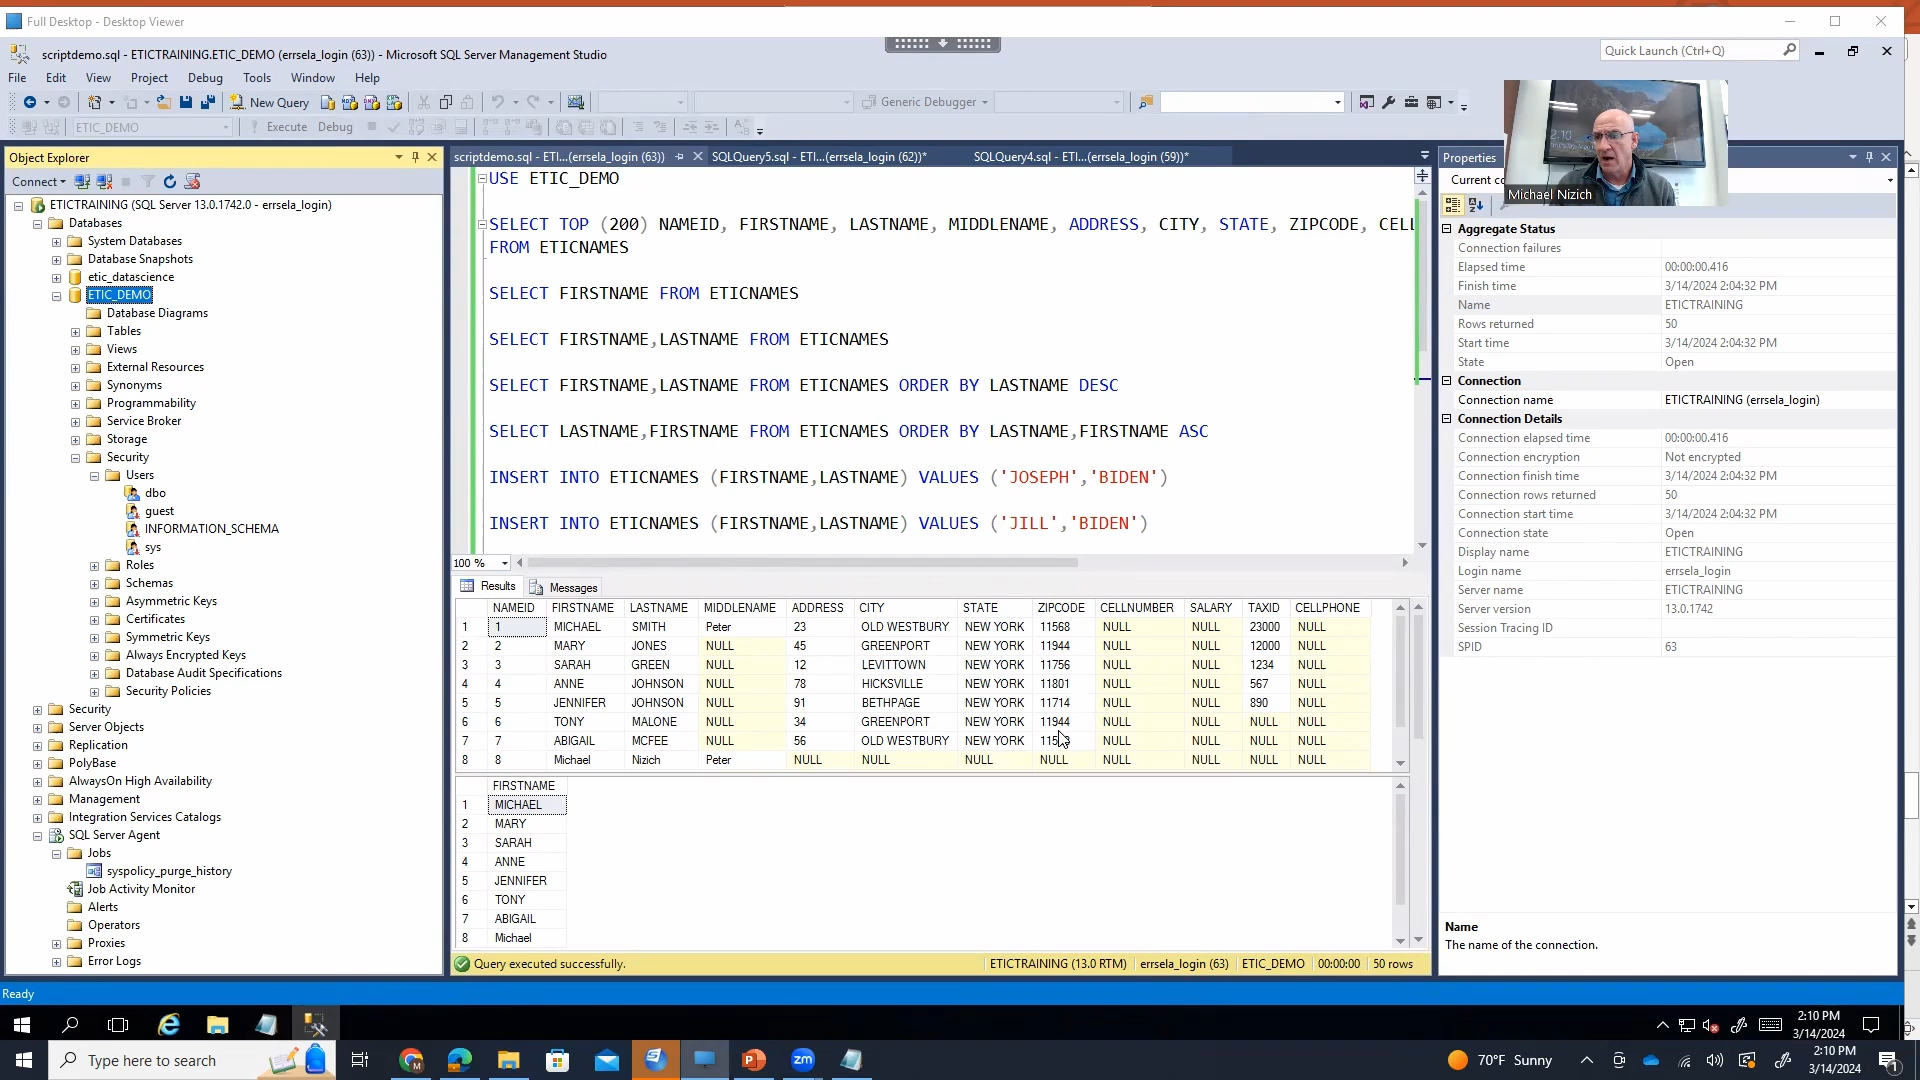 Full Desktop - Desktop Viewer
scriptdemo.sql - ETICTRAINING.ETIC_DEMO (errsela_login (63)) - Microsoft SQL Server Management Studio
Quick Launch (Ctrl+Q)
File Edit View Project Debug Tools Window Help
New Query
Generic Debugger
ETIC_DEMO
Execute Debug
Object Explorer
Connect
ETICTRAINING (SQL Server 13.0.1742.0 - errsela_login)
Databases
System Databases
Database Snapshots
etic_datascience
ETIC_DEMO
Database Diagrams
Tables
Views
External Resources
Synonyms
Programmability
Service Broker
Storage
Security
Users
dbo
guest
INFORMATION_SCHEMA
sys
Roles
Schemas
Asymmetric Keys
Certificates
Symmetric Keys
Always Encrypted Keys
Database Audit Specifications
Security Policies
Security
Server Objects
Replication
PolyBase
AlwaysOn High Availability
Management
Integration Services Catalogs
SQL Server Agent
Jobs
syspolicy_purge_history
Job Activity Monitor
Alerts
Operators
Proxies
Error Logs
scriptdemo.sql - ETI...(errsela_login (63)) SQLQuery5.sql - ETI...(errsela_login (62))* SQLQuery4.sql - ETI...(errsela_login (59))*
USE ETIC_DEMO
SELECT TOP (200) NAMEID, FIRSTNAME, LASTNAME, MIDDLENAME, ADDRESS, CITY, STATE, ZIPCODE, CELL
FROM ETICNAMES
SELECT FIRSTNAME FROM ETICNAMES
SELECT FIRSTNAME,LASTNAME FROM ETICNAMES
SELECT FIRSTNAME,LASTNAME FROM ETICNAMES ORDER BY LASTNAME DESC
SELECT LASTNAME,FIRSTNAME FROM ETICNAMES ORDER BY LASTNAME,FIRSTNAME ASC
INSERT INTO ETICNAMES (FIRSTNAME,LASTNAME) VALUES ('JOSEPH','BIDEN')
INSERT INTO ETICNAMES (FIRSTNAME,LASTNAME) VALUES ('JILL','BIDEN')
100 %
Results Messages
NAMEID FIRSTNAME LASTNAME MIDDLENAME ADDRESS CITY STATE ZIPCODE CELLNUMBER SALARY TAXID CELLPHONE
1 1 MICHAEL SMITH Peter 23 OLD WESTBURY NEW YORK 11568 NULL NULL 23000 NULL
2 2 MARY JONES NULL 45 GREENPORT NEW YORK 11944 NULL NULL 12000 NULL
3 3 SARAH GREEN NULL 12 LEVITTOWN NEW YORK 11756 NULL NULL 1234 NULL
4 4 ANNE JOHNSON NULL 78 HICKSVILLE NEW YORK 11801 NULL NULL 567 NULL
5 5 JENNIFER JOHNSON NULL 91 BETHPAGE NEW YORK 11714 NULL NULL 890 NULL
6 6 TONY MALONE NULL 34 GREENPORT NEW YORK 11944 NULL NULL NULL NULL
7 7 ABIGAIL MCFEE NULL 56 OLD WESTBURY NEW YORK NULL NULL NULL NULL
8 8 Michael Nizich Peter NULL NULL NULL NULL NULL NULL NULL NULL
FIRSTNAME
1 MICHAEL
2 MARY
3 SARAH
4 ANNE
5 JENNIFER
6 TONY
7 ABIGAIL
8 Michael
Query executed successfully. ETICTRAINING (13.0 RTM) errsela_login (63) ETIC_DEMO 00:00:00 50 rows
Properties
Michael Nizich
Aggregate Status
Connection failures
Elapsed time 00:00:00.416
Finish time 3/14/2024 2:04:32 PM
Name ETICTRAINING
Rows returned 50
Start time 3/14/2024 2:04:32 PM
State Open
Connection
Connection name ETICTRAINING (errsela_login)
Connection Details
Connection elapsed time 00:00:00.416
Connection encryption Not encrypted
Connection finish time 3/14/2024 2:04:32 PM
Connection rows returned 50
Connection start time 3/14/2024 2:04:32 PM
Connection state Open
Display name ETICTRAINING
Login name errsela_login
Server name ETICTRAINING
Server version 13.0.1742
Session Tracing ID
SPID 63
Name
The name of the connection.
Ready
2:10 PM
3/14/2024
Type here to search
70°F Sunny
2:10 PM
3/14/2024